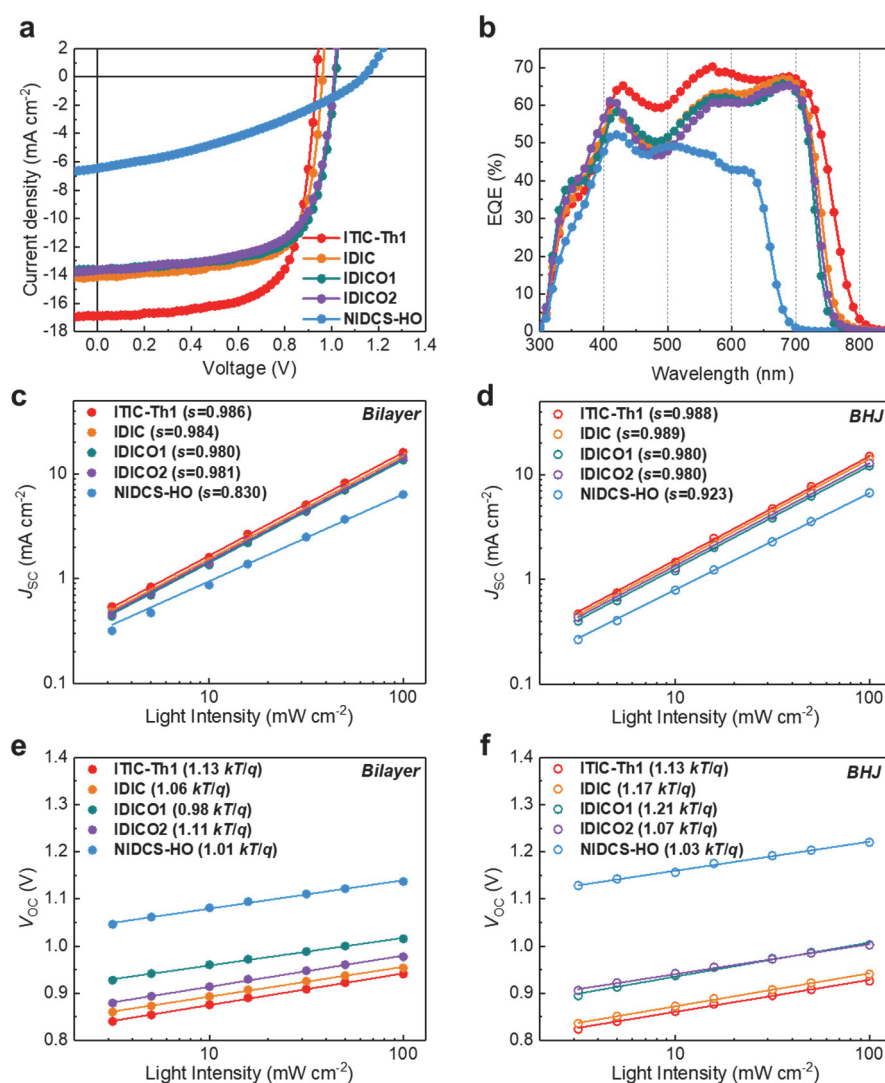 a
2
0
-2
-4
-6
-8
-10
-12
-14
-16
-18
Current density (mA cm-2)
0.0 0.2 0.4 0.6 0.8 1.0 1.2 1.4
Voltage (V)
ITIC-Th1
IDIC
IDICO1
IDICO2
NIDCS-HO
b
70
60
50
40
30
20
10
0
EQE (%)
300 400 500 600 700 800
Wavelength (nm)
c
ITIC-Th1 (s=0.986)
IDIC (s=0.984)
IDICO1 (s=0.980)
IDICO2 (s=0.981)
NIDCS-HO (s=0.830)
Bilayer
10
1
0.1
JSC (mA cm-2)
10 100
Light Intensity (mW cm-2)
d
ITIC-Th1 (s=0.988)
IDIC (s=0.989)
IDICO1 (s=0.980)
IDICO2 (s=0.980)
NIDCS-HO (s=0.923)
BHJ
10
1
0.1
JSC (mA cm-2)
10 100
Light Intensity (mW cm-2)
e
ITIC-Th1 (1.13 kT/q)
IDIC (1.06 kT/q)
IDICO1 (0.98 kT/q)
IDICO2 (1.11 kT/q)
NIDCS-HO (1.01 kT/q)
Bilayer
1.4
1.3
1.2
1.1
1.0
0.9
0.8
VOC (V)
10 100
Light Intensity (mW cm-2)
f
ITIC-Th1 (1.13 kT/q)
IDIC (1.17 kT/q)
IDICO1 (1.21 kT/q)
IDICO2 (1.07 kT/q)
NIDCS-HO (1.03 kT/q)
BHJ
1.4
1.3
1.2
1.1
1.0
0.9
0.8
VOC (V)
10 100
Light Intensity (mW cm-2)